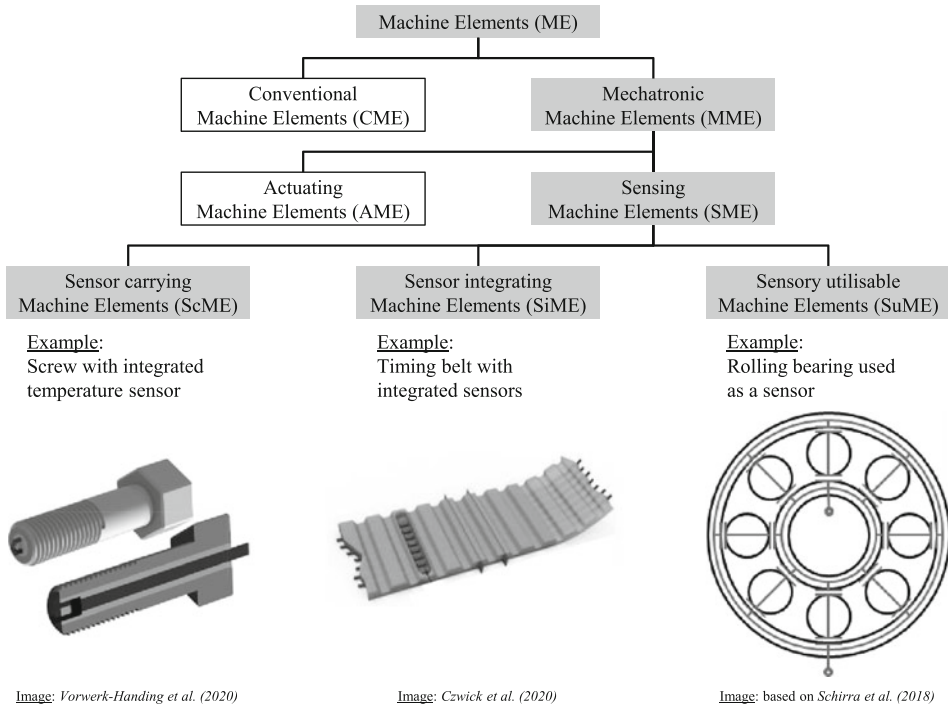 Machine Elements (ME)
Conventional
Machine Elements (CME)
Mechatronic
Machine Elements (MME)
Actuating
Machine Elements (AME)
Sensing
Machine Elements (SME)
Sensor carrying
Machine Elements (ScME)
Sensor integrating
Machine Elements (SiME)
Sensory utilisable
Machine Elements (SuME)
Example:
Screw with integrated
temperature sensor
Example:
Timing belt with
integrated sensors
Example:
Rolling bearing used
as a sensor
Image: Vorwerk-Handing et al. (2020)
Image: Czwick et al. (2020)
Image: based on Schirra et al. (2018)